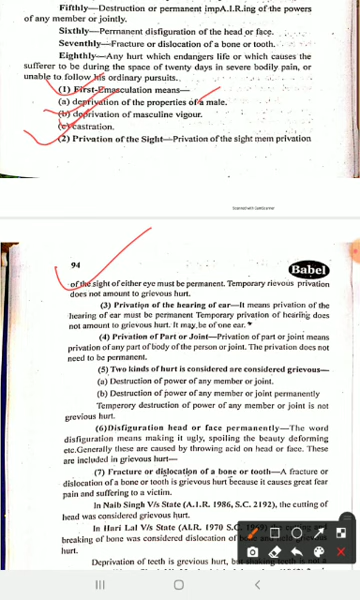 Fifthly—Destruction or permanent impA.I.R.ing of the powers
of any member or jointly.
Sixthly—Permanent disfiguration of the head or face.
Seventhly—Fracture or dislocation of a bone or tooth.
Eighthly—Any hurt which endangers life or which causes the
sufferer to be during the space of twenty days in severe bodily pain, or
unable to follow his ordinary pursuits.
(1) First-Emasculation means—
(a) deprivation of the properties of a male.
(b) deprivation of masculine vigour.
(c) castration.
(2) Privation of the Sight—Privation of the sight mem privation
Scanned with CamScanner
94
Babel
of the sight of either eye must be permanent. Temporary rievous privation
does not amount to grievous hurt.
(3) Privation of the hearing of ear—It means privation of the
hearing of ear must be permanent Temporary privation of hearing does
not amount to grievous hurt. It may be of one ear.
(4) Privation of Part or Joint—Privation of part or joint means
privation of any part of body of the person or joint. The privation does not
need to be permanent.
(5) Two kinds of hurt is considered are considered grievous—
(a) Destruction of power of any member or joint.
(b) Destruction of power of any member or joint permanently
Temperory destruction of power of any member or joint is not
grevious hurt.
(6)Disfiguration head or face permanently—The word
disfiguration means making it ugly, spoiling the beauty deforming
etc.Generally these are caused by throwing acid on head or face. These
are included in grievous hurt—
(7) Fracture or dislocation of a bone or tooth—A fracture or
dislocation of a bone or tooth is grievous hurt because it causes great fear
pain and suffering to a victim.
In Naib Singh V/s State (A.I.R. 1986, S.C. 2192), the cutting of
head was considered grievous hurt.
In Hari Lal V/s State (AI.R. 1970 S.C.
breaking of bone was considered dislocation of
hurt.
Deprivation of teeth is grevious hurt,